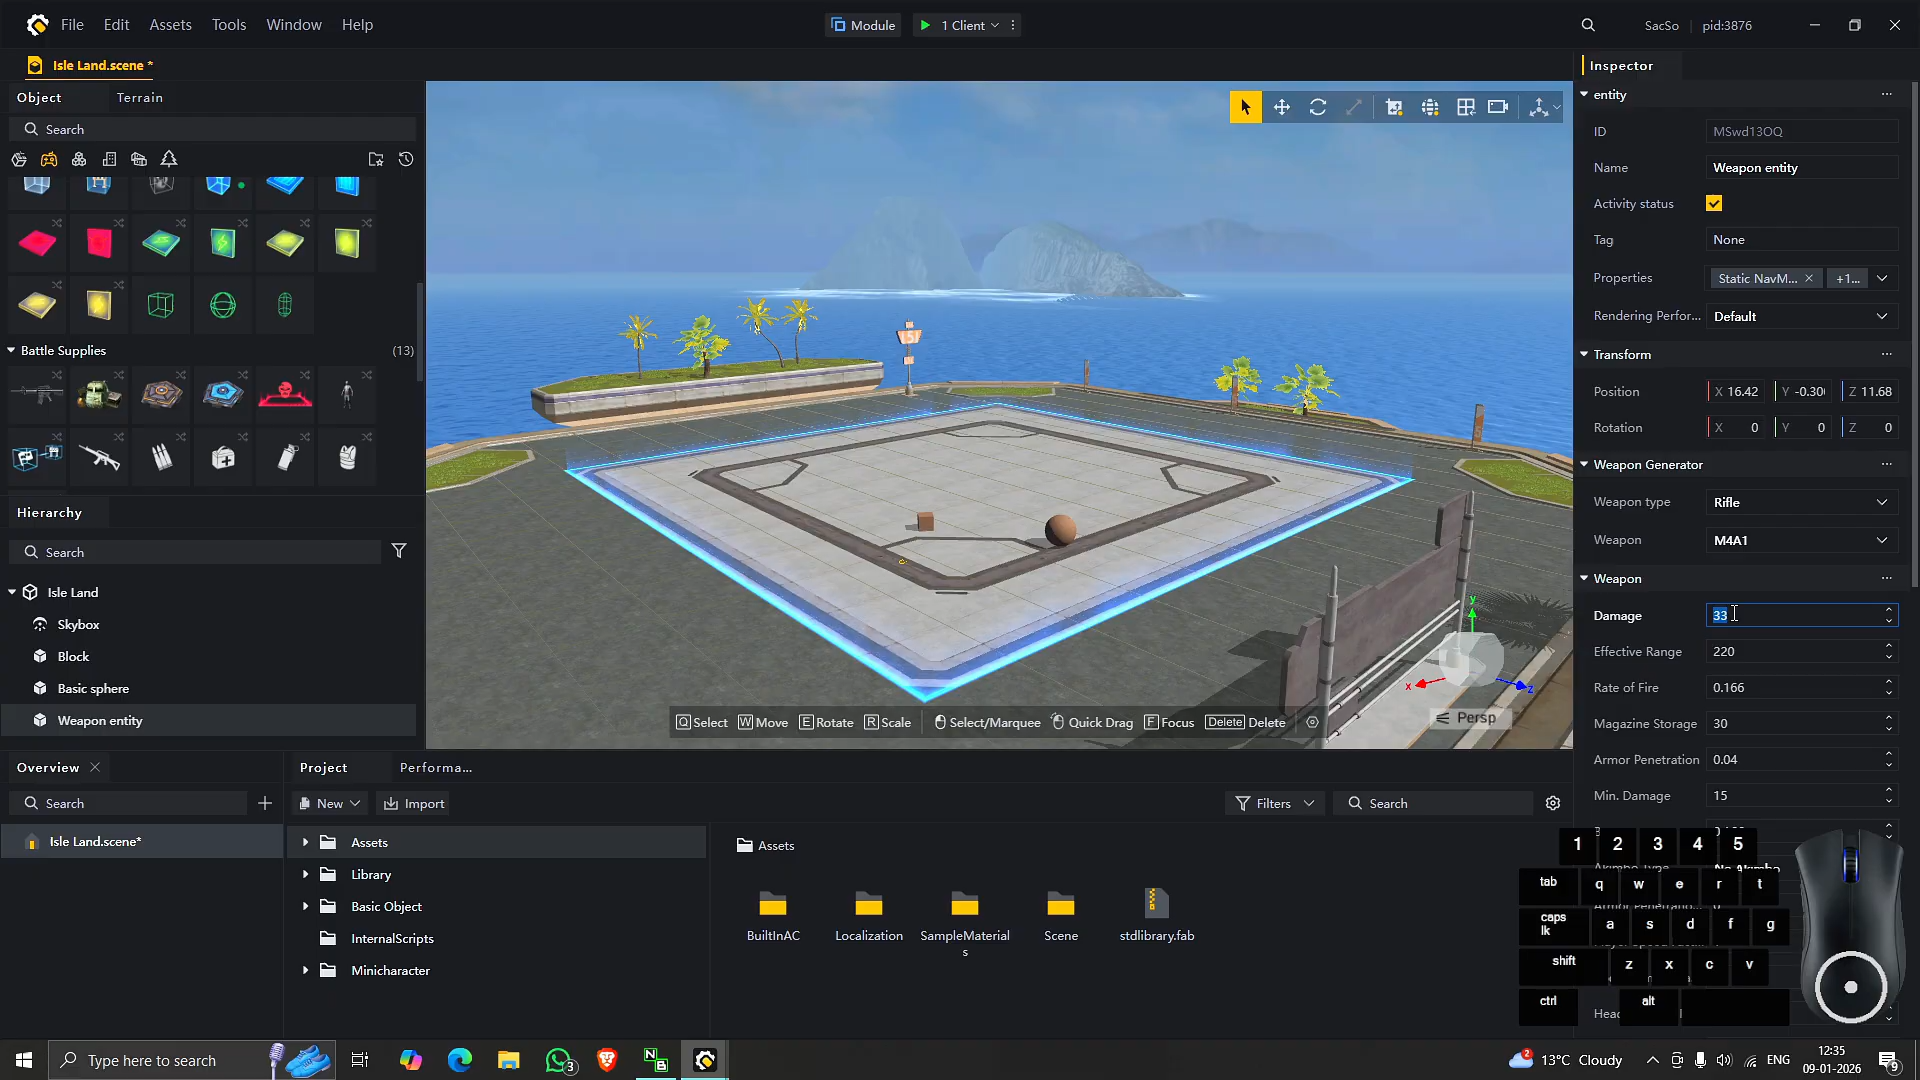 File Edit Assets Tools Window Help
Module
1 Client
SacSo pid:3876
Isle Land.scene *
Object Terrain
Search
Battle Supplies (13)
Hierarchy
Search
Isle Land
Skybox
Block
Basic sphere
Weapon entity
Q Select W Move E Rotate R Scale Select/Marquee Quick Drag F Focus Delete Delete
Persp
y
x
z
Inspector
entity
ID MSwd13OQ
Name Weapon entity
Activity status
Tag None
Properties Static NavM... × +1...
Rendering Perfor... Default
Transform
Position X 16.42 Y -0.30 Z 11.68
Rotation X 0 Y 0 Z 0
Weapon Generator
Weapon type Rifle
Weapon M4A1
Weapon
Damage 33
Effective Range 220
Rate of Fire 0.166
Magazine Storage 30
Armor Penetration 0.04
Min. Damage 15
1 2 3 4 5
tab q w e r t
caps lk a s d f g
shift z x c v
ctrl alt
Overview
Search
Isle Land.scene*
Project Performa...
New Import
Filters Search
Assets
Library
Basic Object
InternalScripts
Minicharacter
Assets
BuiltInAC Localization SampleMaterials Scene stdlibrary.fab
Type here to search
3
N B
2
13°C Cloudy
ENG
12:35
09-01-2026
9